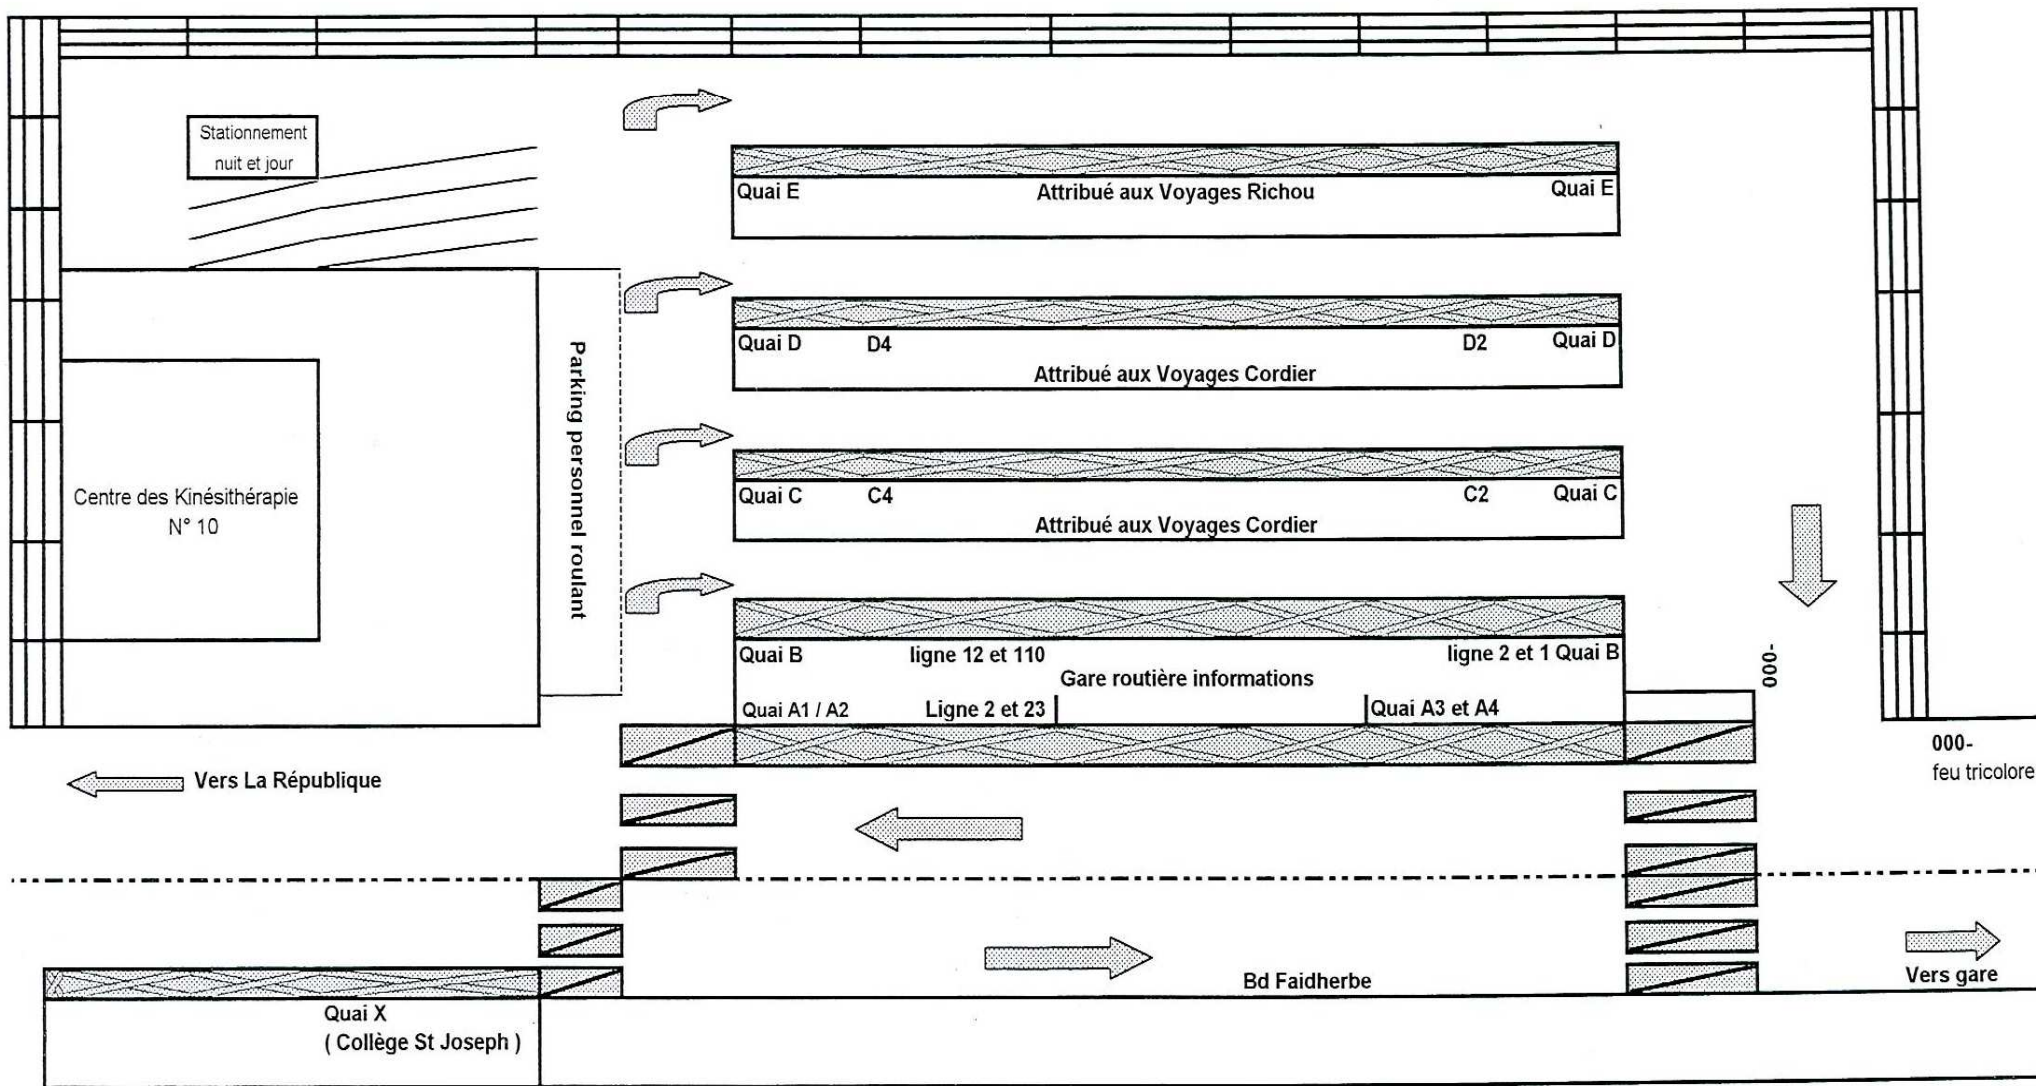 Stationnement
nuit et jour
Quai E Attribué aux Voyages Richou Quai E
Quai D D4 D2 Quai D
Attribué aux Voyages Cordier
Parking personnel roulant
Quai C C4 C2 Quai C
Attribué aux Voyages Cordier
Centre des Kinésithérapie
N° 10
Quai B ligne 12 et 110 ligne 2 et 1 Quai B
Gare routière informations
Quai A1 / A2 Ligne 2 et 23 Quai A3 et A4
000-
000-
feu tricolore
Vers La République
Bd Faidherbe
Vers gare
Quai X
( Collège St Joseph )